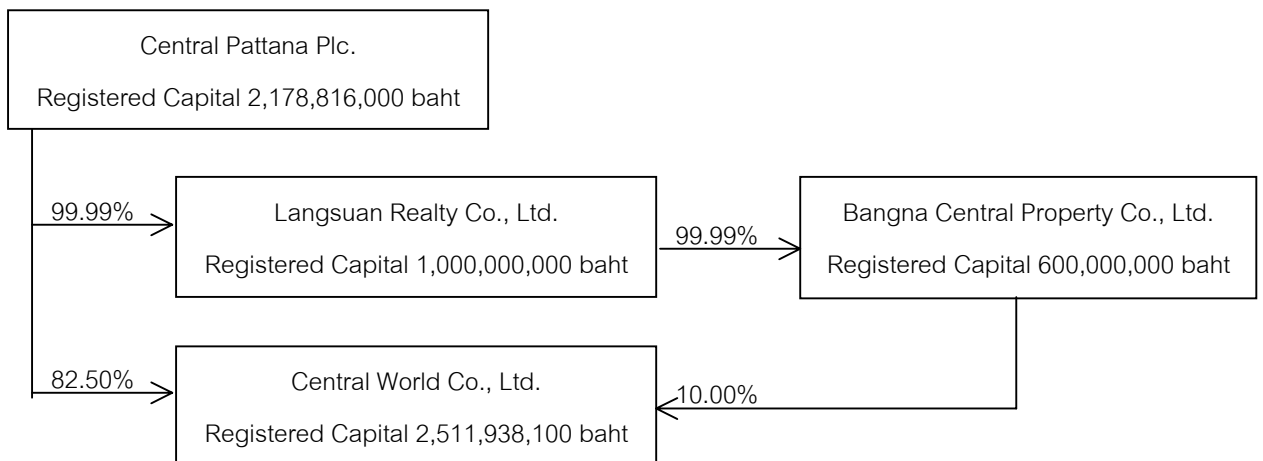 Central Pattana Plc.
Registered Capital 2,178,816,000 baht
99.99%
Langsuan Realty Co., Ltd.
Registered Capital 1,000,000,000 baht
99.99%
Bangna Central Property Co., Ltd.
Registered Capital 600,000,000 baht
82.50%
Central World Co., Ltd.
Registered Capital 2,511,938,100 baht
10.00%